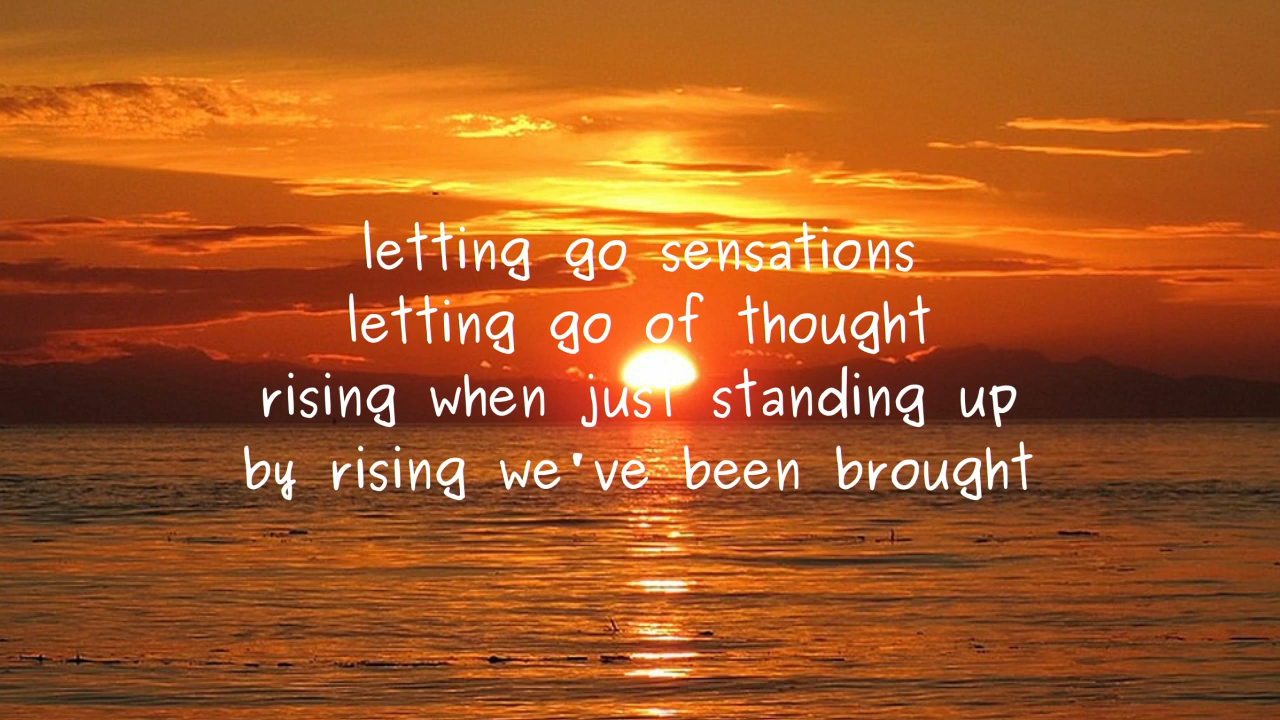 letting go sensations
letting go of thought
rising when just standing up
by rising we've been brought